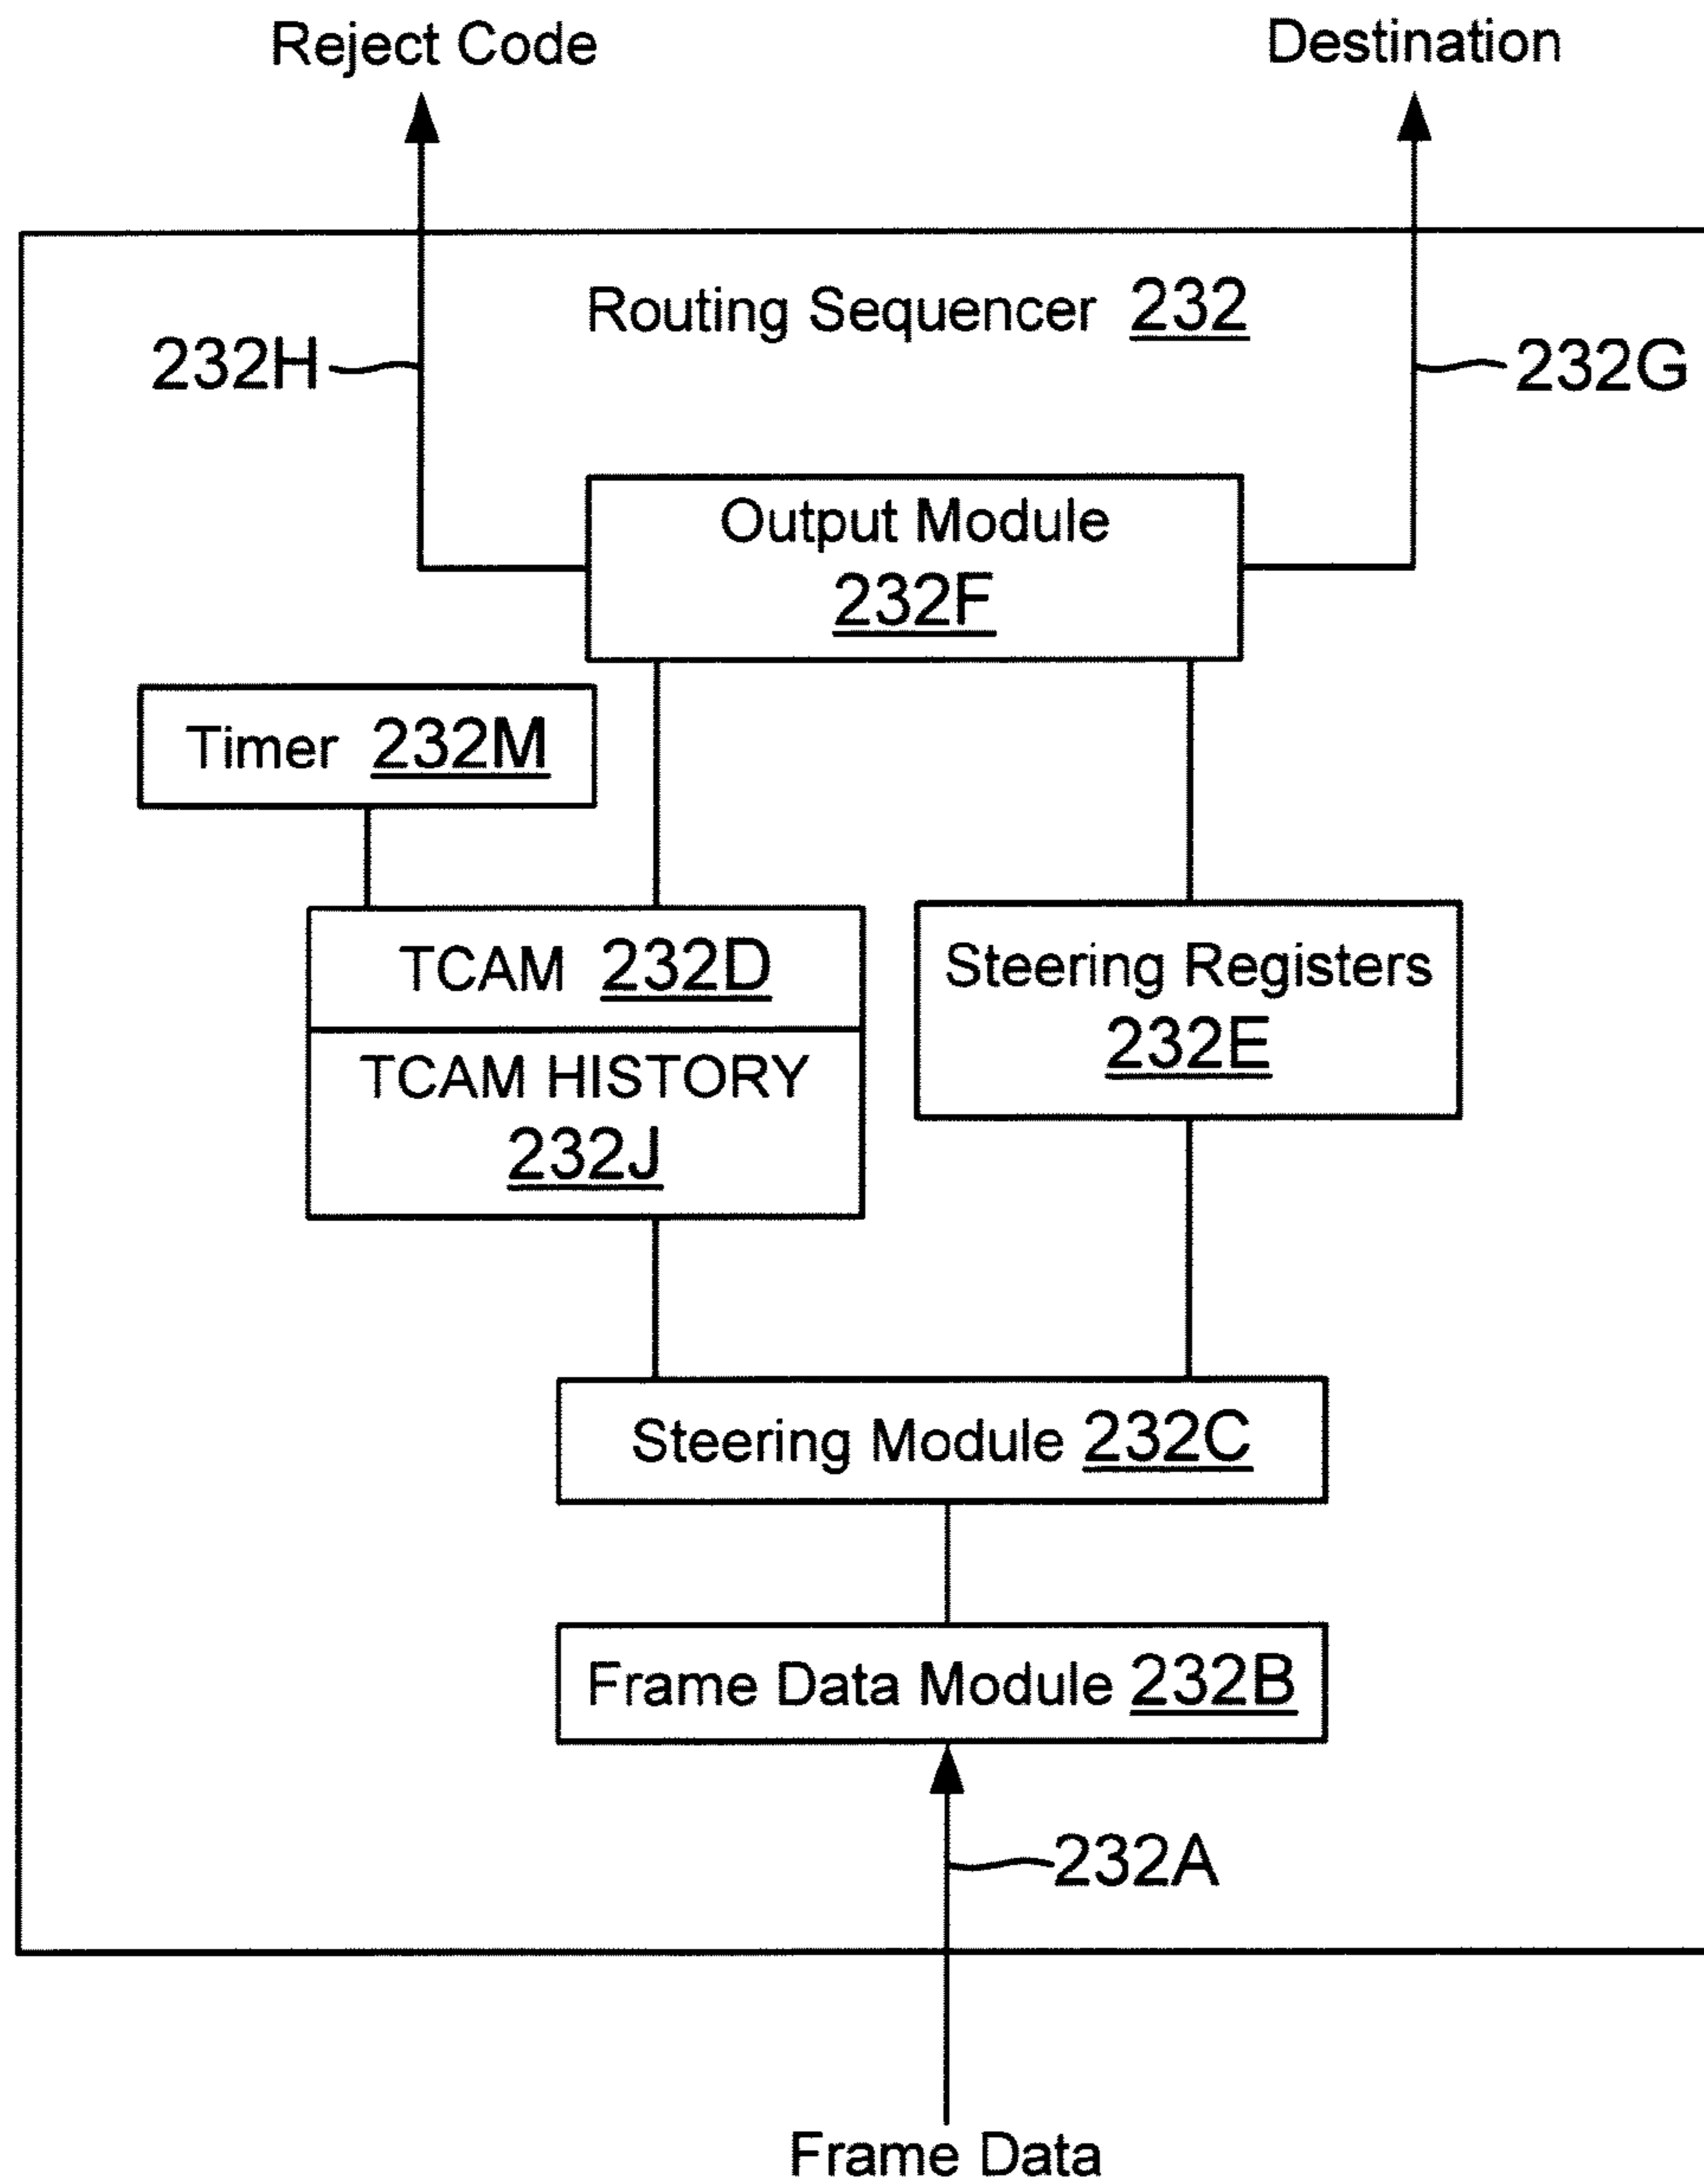 Reject Code
Destination
Routing Sequencer 232
232H
232G
Output Module
232F
Timer 232M
TCAM 232D
TCAM HISTORY
232J
Steering Registers
232E
Steering Module 232C
Frame Data Module 232B
232A
Frame Data